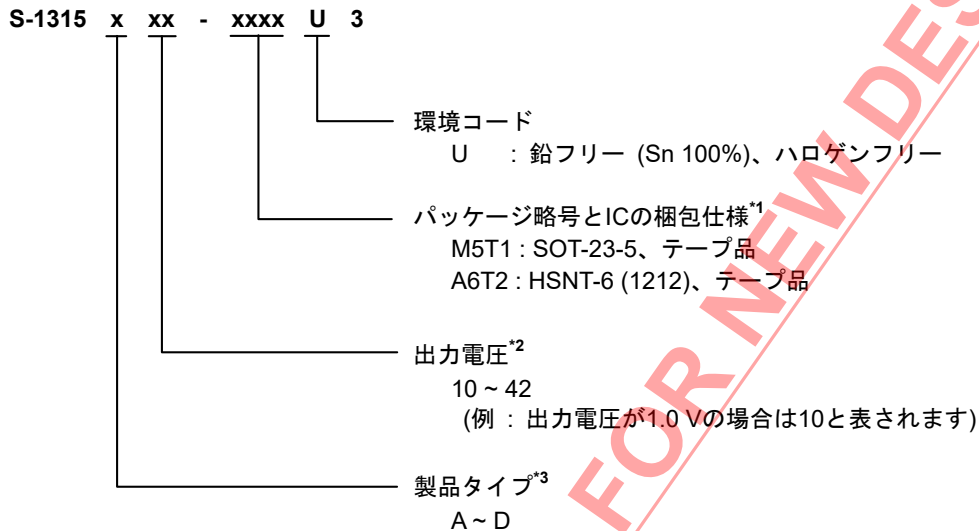 S-1315 x xx - xxxx U 3
環境コード
U : 鉛フリー (Sn 100%)、ハロゲンフリー
パッケージ略号とICの梱包仕様*1
M5T1 : SOT-23-5、テープ品
A6T2 : HSNT-6 (1212)、テープ品
出力電圧*2
10 ~ 42
(例 : 出力電圧が1.0 Vの場合は10と表されます)
製品タイプ*3
A ~ D
FOR NEW DES